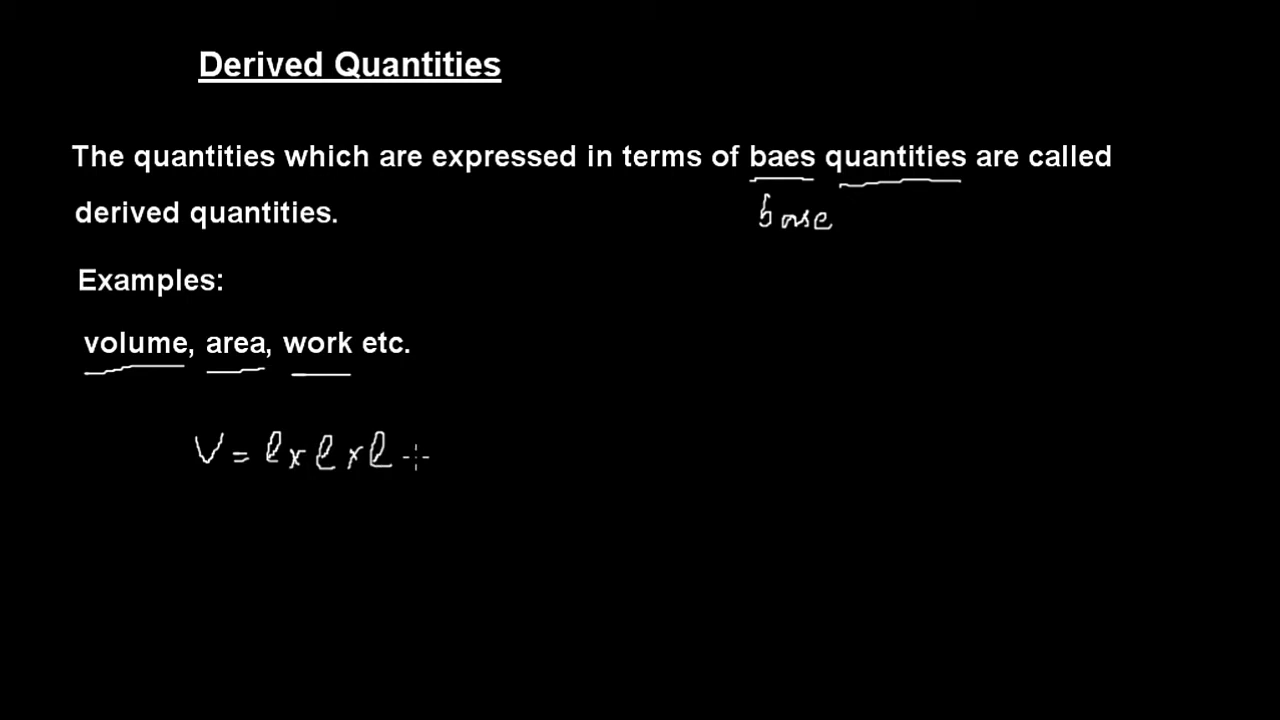 Derived Quantities
The quantities which are expressed in terms of baes quantities are called
base
derived quantities.
Examples:
volume, area, work etc.
V = l × l × l